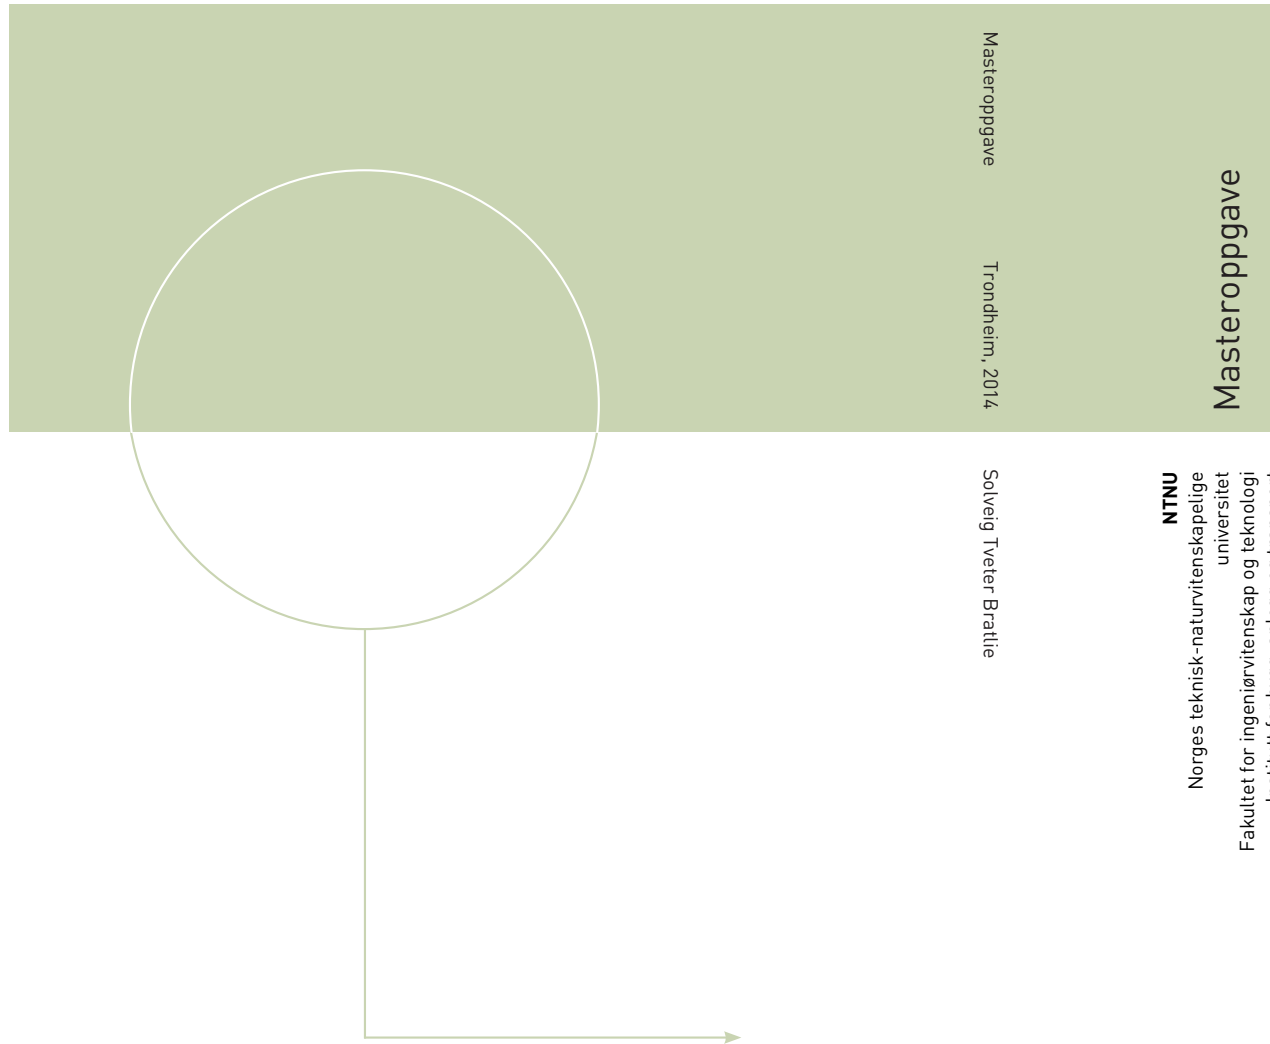 Masteroppgave
Trondheim, 2014
Solveig Tveter Bratlie
NTNU
Norges teknisk-naturvitenskapelige
universitet
Fakultet for ingeniørvitenskap og teknologi
Masteroppgave